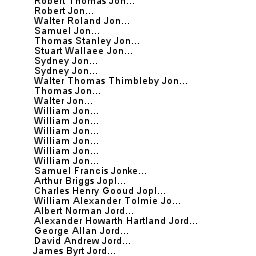 Robert Thomas Jon...
Robert Jon...
Walter Roland Jon...
Samuel Jon...
Thomas Stanley Jon...
Stuart Wallaee Jon...
Sydney Jon...
Sydney Jon...
Walter Thomas Thimbleby Jon...
Thomas Jon...
Walter Jon...
William Jon...
William Jon...
William Jon...
William Jon...
William Jon...
William Jon...
Samuel Francis Jonke...
Arthur Briggs Jopl...
Charles Henry Gooud Jopl...
William Alexander Tolmie Jo...
Albert Norman Jord...
Alexander Howarth Hartland Jord...
George Allan Jord...
David Andrew Jord...
James Byrt Jord...